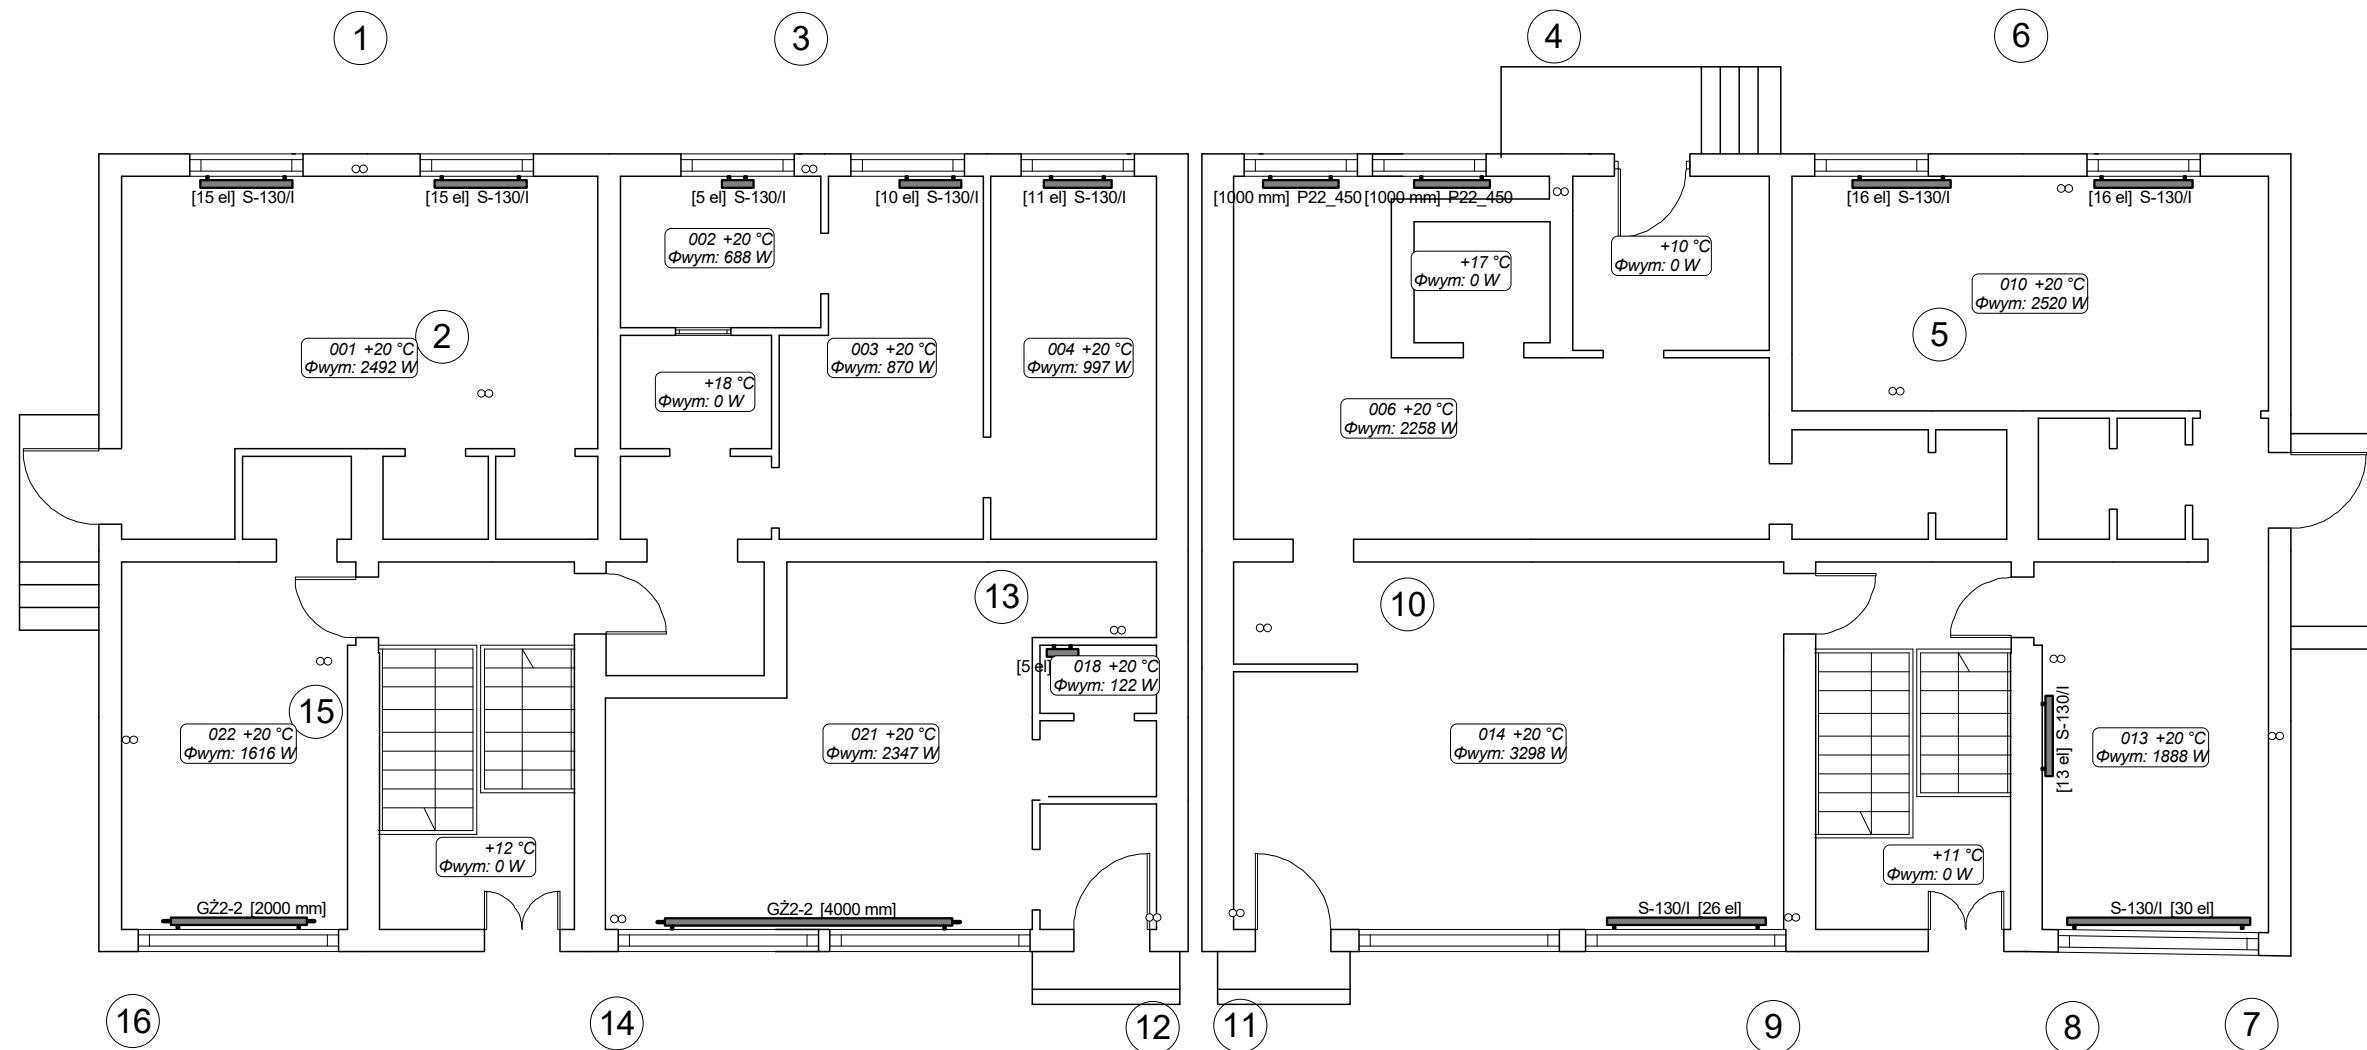 1
3
4
6
[15 el] S-130/I
[15 el] S-130/I
[5 el] S-130/I
[10 el] S-130/I
[11 el] S-130/I
[1000 mm] P22_450
[1000 mm] P22_450
[16 el] S-130/I
[16 el] S-130/I
002 +20 °C
Φwym: 688 W
+17 °C
Φwym: 0 W
+10 °C
Φwym: 0 W
010 +20 °C
Φwym: 2520 W
2
5
001 +20 °C
Φwym: 2492 W
003 +20 °C
Φwym: 870 W
004 +20 °C
Φwym: 997 W
+18 °C
Φwym: 0 W
006 +20 °C
Φwym: 2258 W
13
10
[5 el]
018 +20 °C
Φwym: 122 W
15
022 +20 °C
Φwym: 1616 W
021 +20 °C
Φwym: 2347 W
014 +20 °C
Φwym: 3298 W
[13 el] S-130/I
013 +20 °C
Φwym: 1888 W
+12 °C
Φwym: 0 W
+11 °C
Φwym: 0 W
GŻ2-2 [2000 mm]
GŻ2-2 [4000 mm]
S-130/I [26 el]
S-130/I [30 el]
16
14
12
11
9
8
7